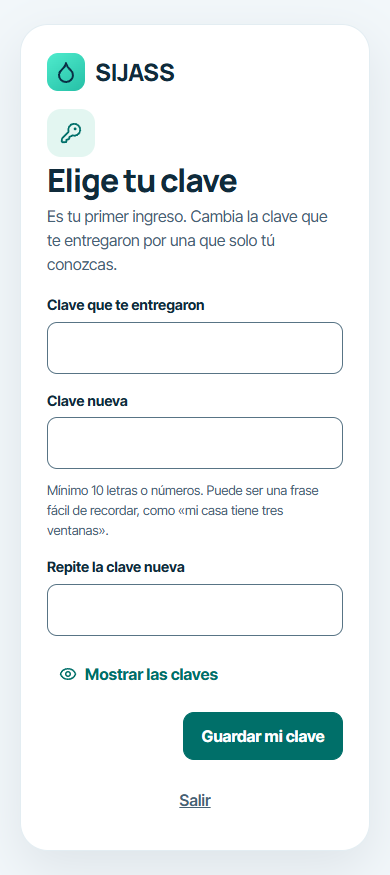 SIJASS
Elige tu clave
Es tu primer ingreso. Cambia la clave que
te entregaron por una que solo tú
conozcas.
Clave que te entregaron
Clave nueva
Mínimo 10 letras o números. Puede ser una frase
fácil de recordar, como «mi casa tiene tres
ventanas».
Repite la clave nueva
Mostrar las claves
Guardar mi clave
Salir